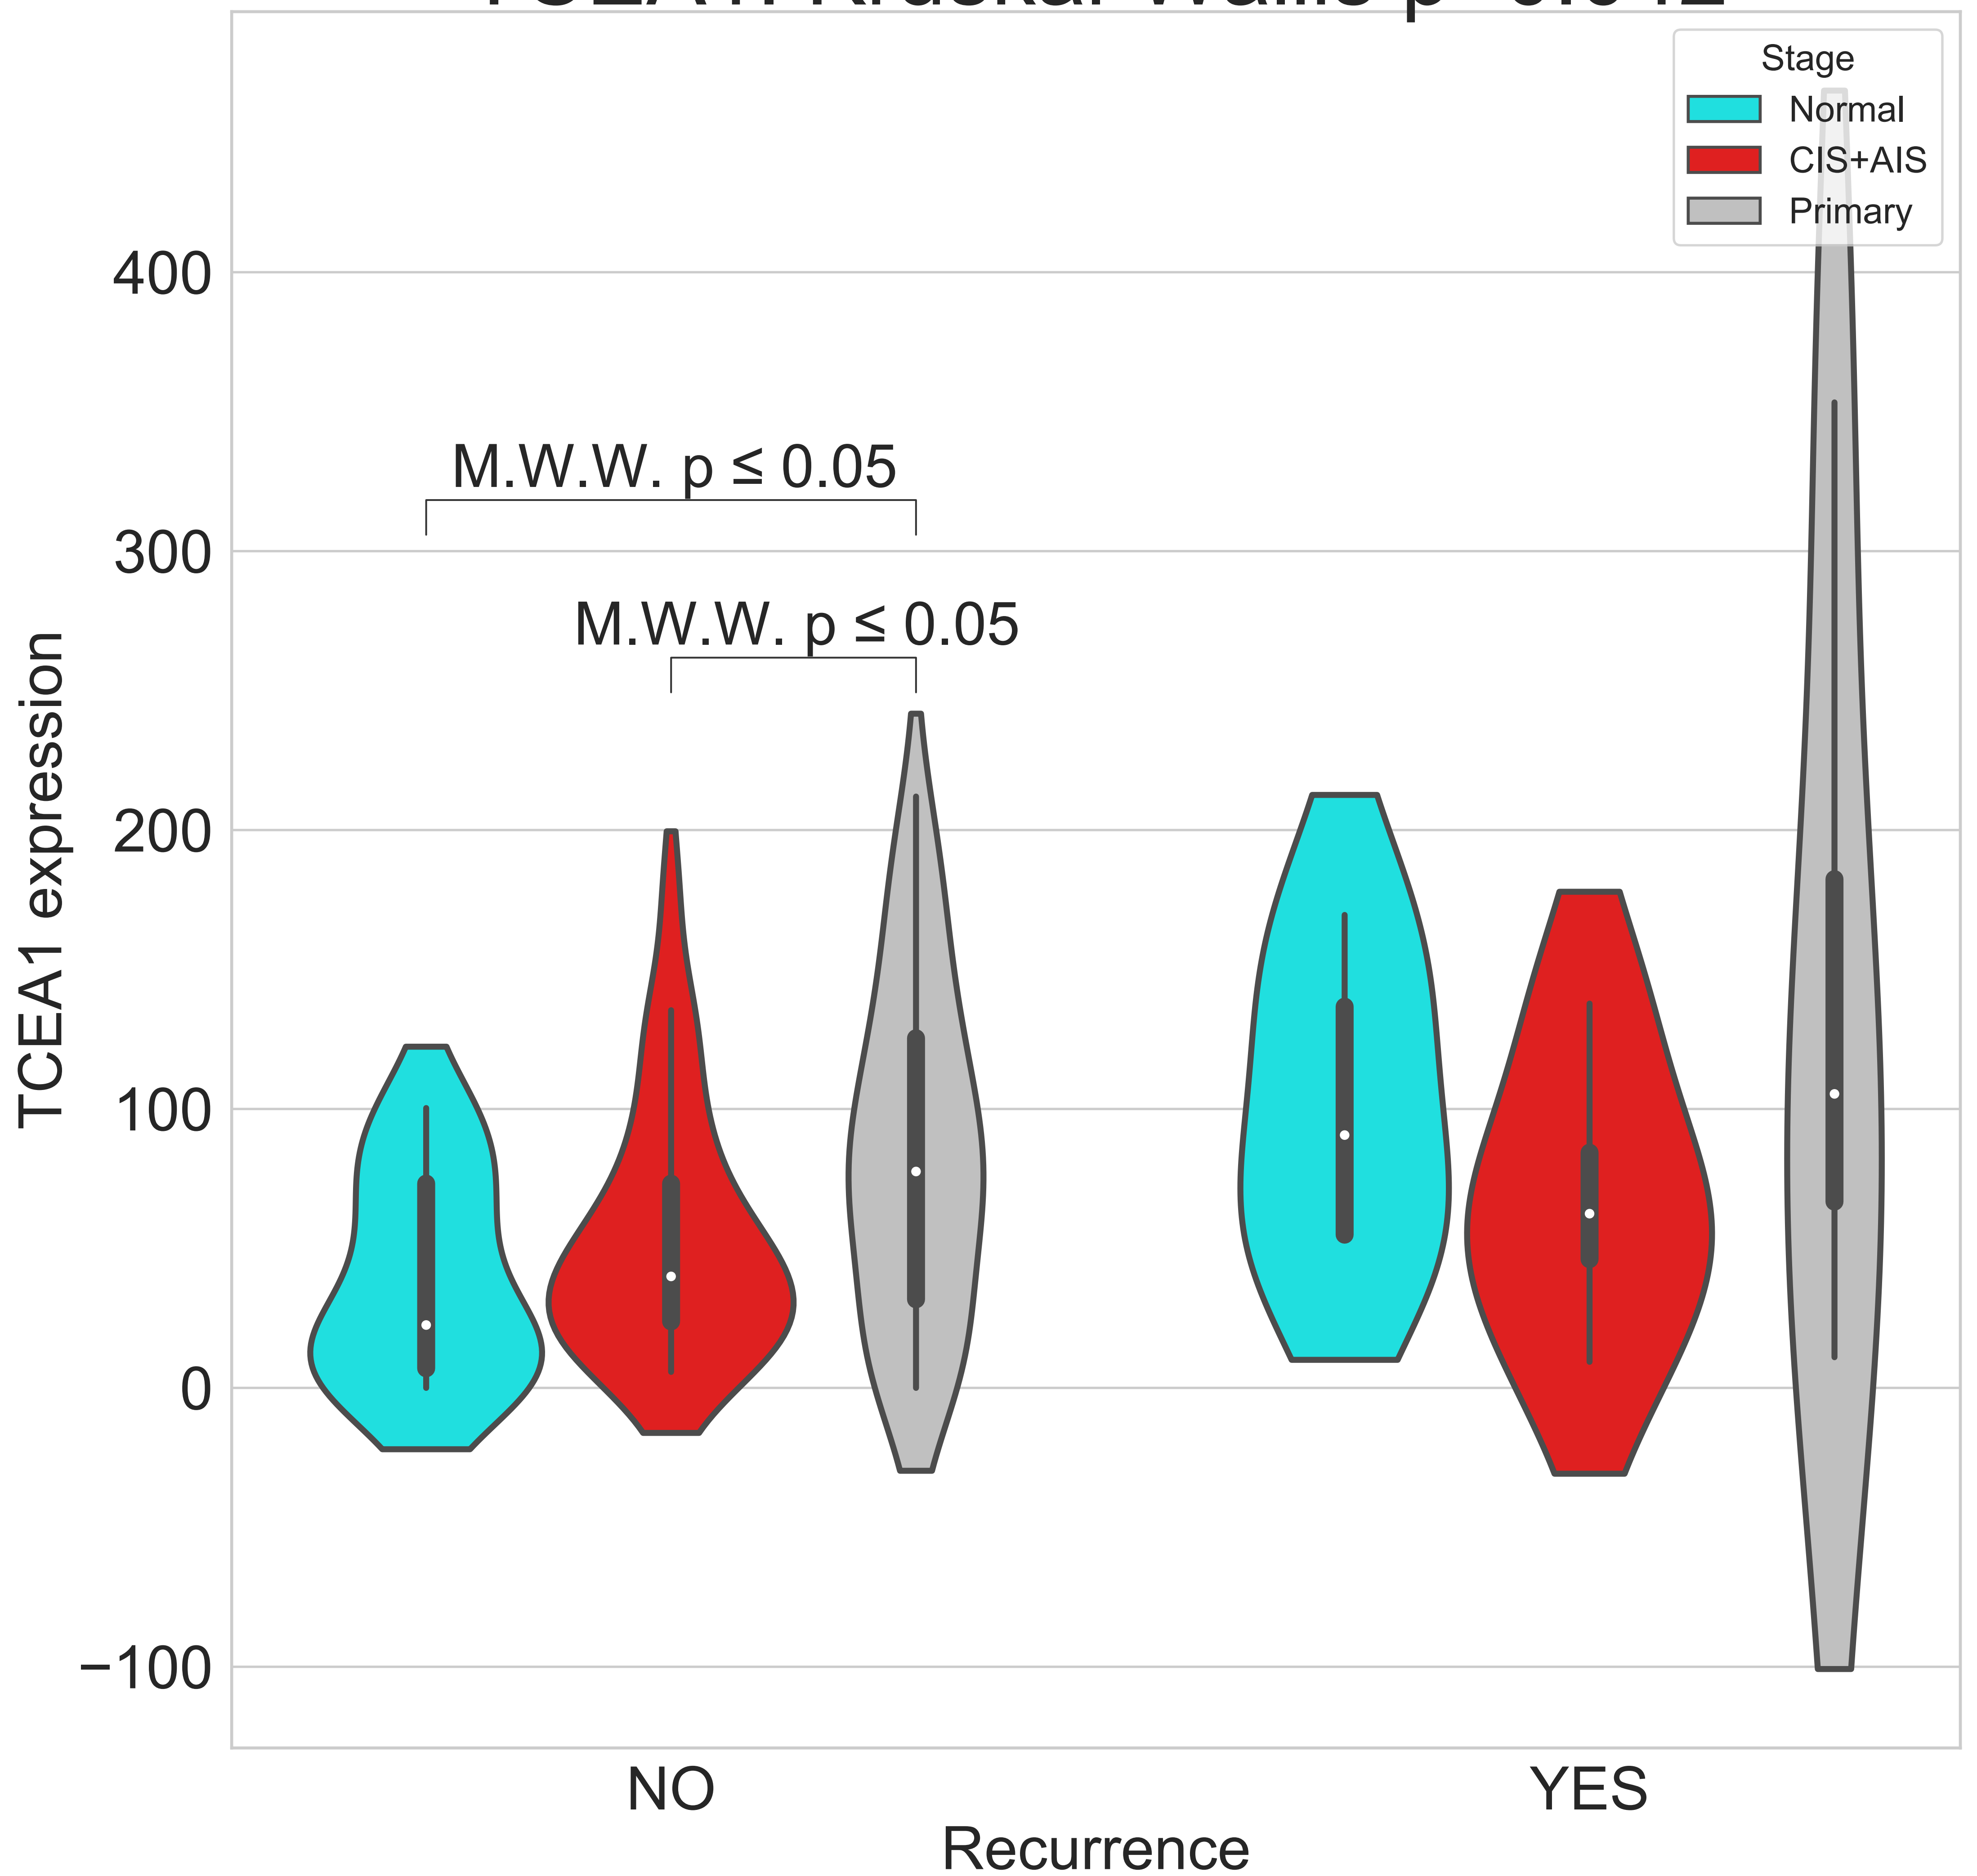 Stage
Normal
CIS+AIS
Primary
400
300
200
100
0
−100
M.W.W. p ≤ 0.05
M.W.W. p ≤ 0.05
TCEA1 expression
NO
YES
Recurrence